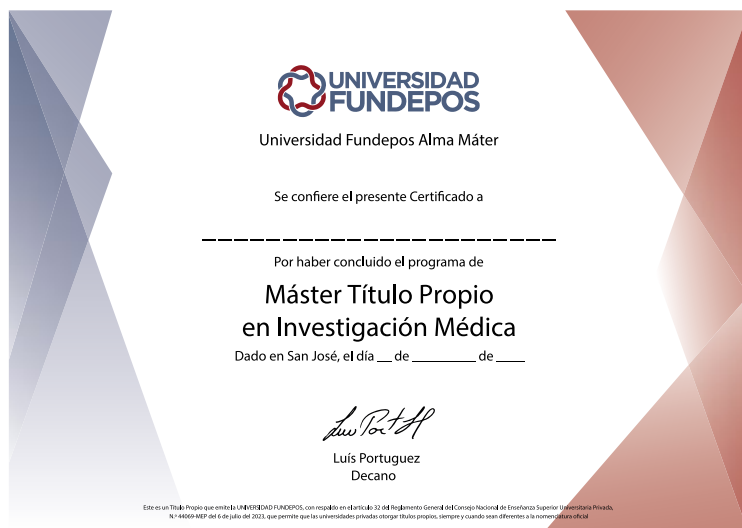 UNIVERSIDAD
FUNDEPOS
Universidad Fundepos Alma Máter
Se confiere el presente Certificado a
Por haber concluido el programa de
Máster Título Propio
en Investigación Médica
Dado en San José, el día __ de ________ de ____
Luís Portuguez
Decano
Este es un Título Propio que emite la UNIVERSIDAD FUNDEPOS, con respaldo en el artículo 32 del Reglamento General del Consejo Nacional de Enseñanza Superior Universitaria Privada,
N.º 44069-MEP del 6 de julio del 2023, que permite que las universidades privadas otorgar títulos propios, siempre y cuando sean diferentes a la nomenclatura oficial